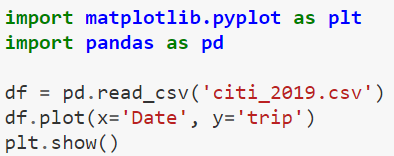 import matplotlib.pyplot as plt
import pandas as pd
df = pd.read_csv('citi_2019.csv')
df.plot(x='Date', y='trip')
plt.show()